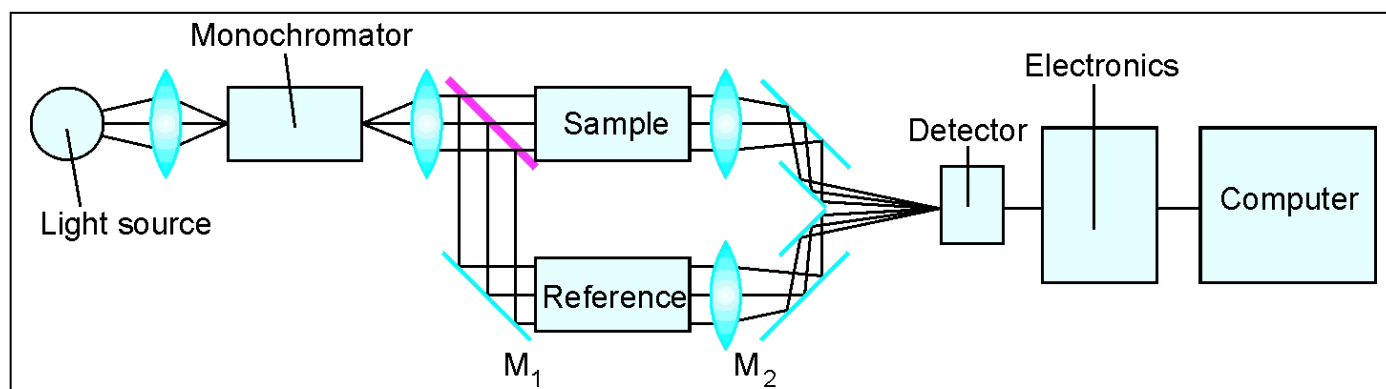 Monochromator
Light source
Sample
Reference
M1
M2
Detector
Electronics
Computer